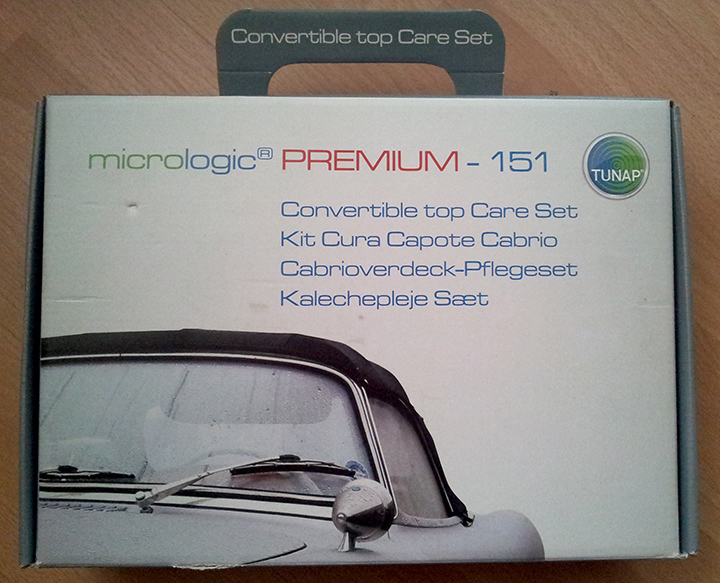 Convertible top Care Set
micrologic® PREMIUM - 151
TUNAP®
Convertible top Care Set
Kit Cura Capote Cabrio
Cabrioverdeck-Pflegeset
Kalechepleje Sæt